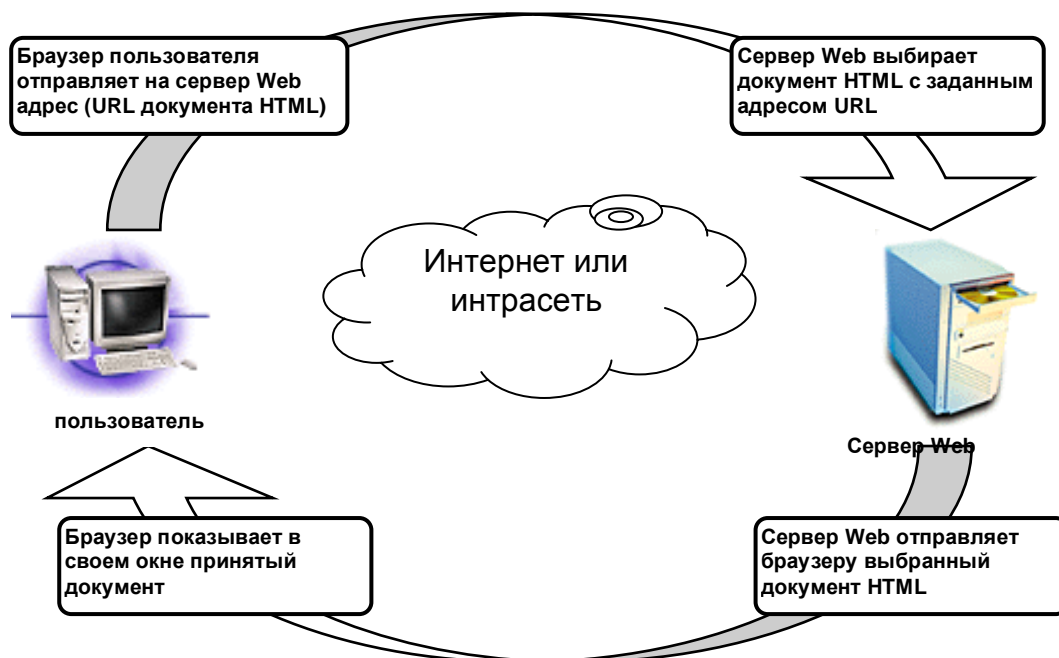 Браузер пользователя
отправляет на сервер Web
адрес (URL документа HTML)
Сервер Web выбирает
документ HTML с заданным
адресом URL
Интернет или
интрасеть
пользователь
Сервер Web
Браузер показывает в
своем окне принятый
документ
Сервер Web отправляет
браузеру выбранный
документ HTML